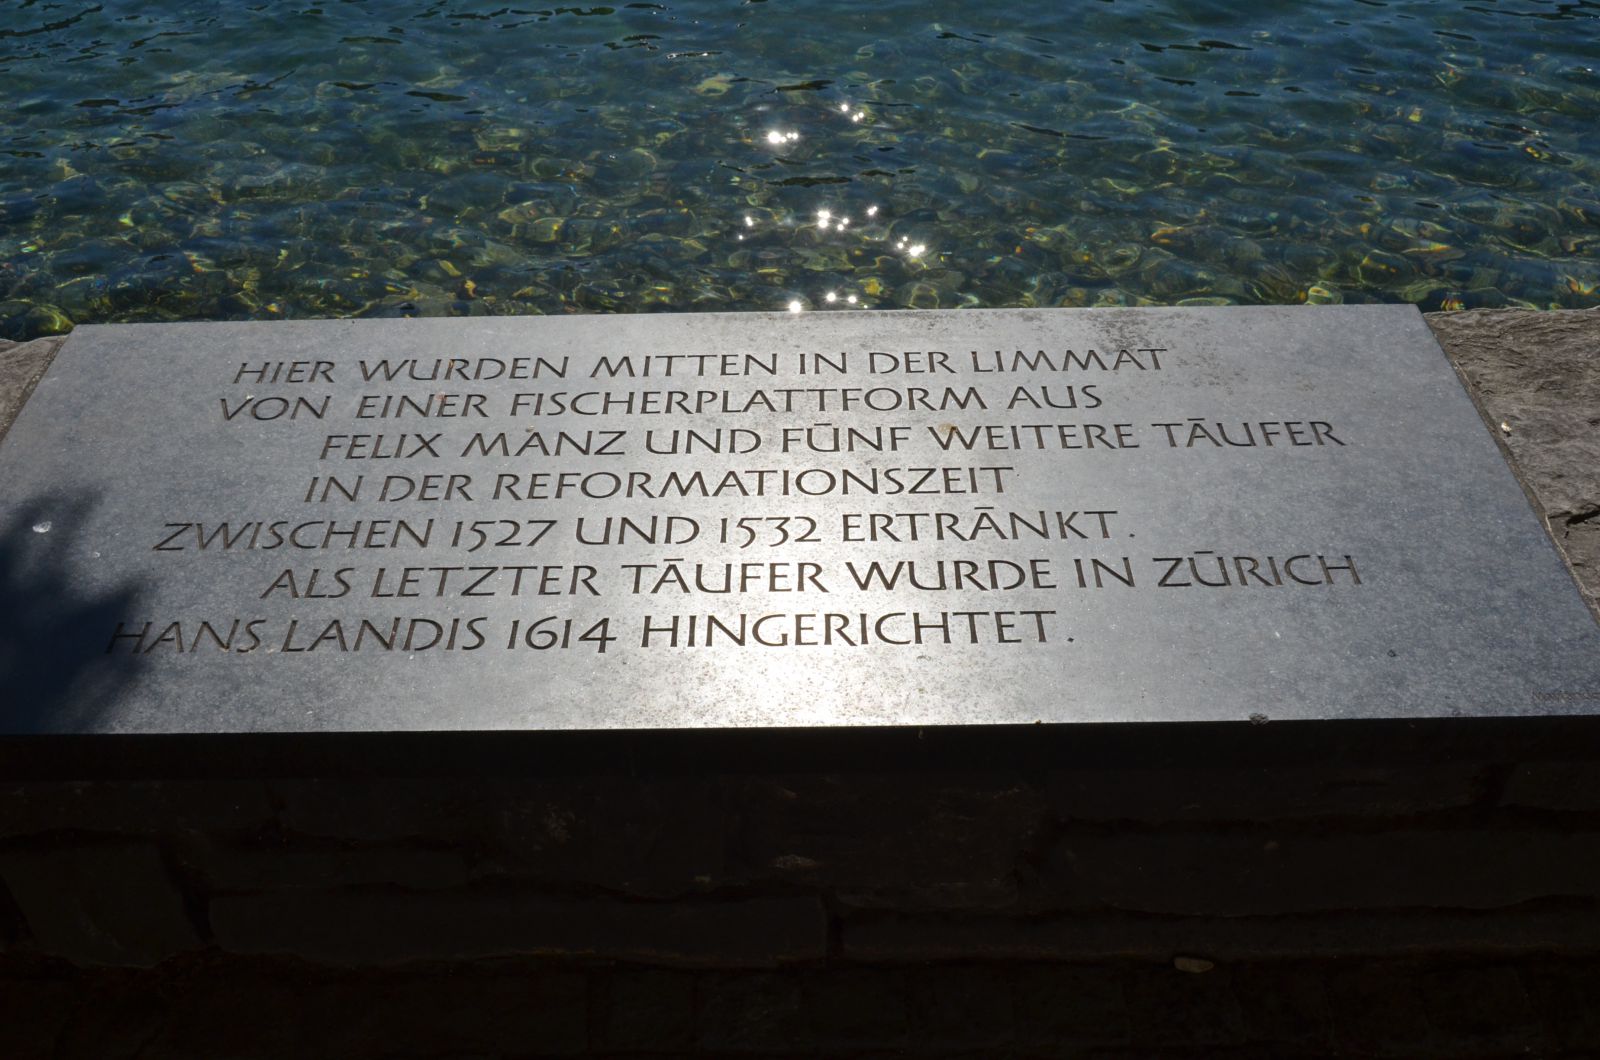 HIER WURDEN MITTEN IN DER LIMMAT
VON EINER FISCHERPLATTFORM AUS
FELIX MANZ UND FÜNF WEITERE TÄUFER
IN DER REFORMATIONSZEIT
ZWISCHEN 1527 UND 1532 ERTRÄNKT.
ALS LETZTER TÄUFER WURDE IN ZÜRICH
HANS LANDIS 1614 HINGERICHTET.